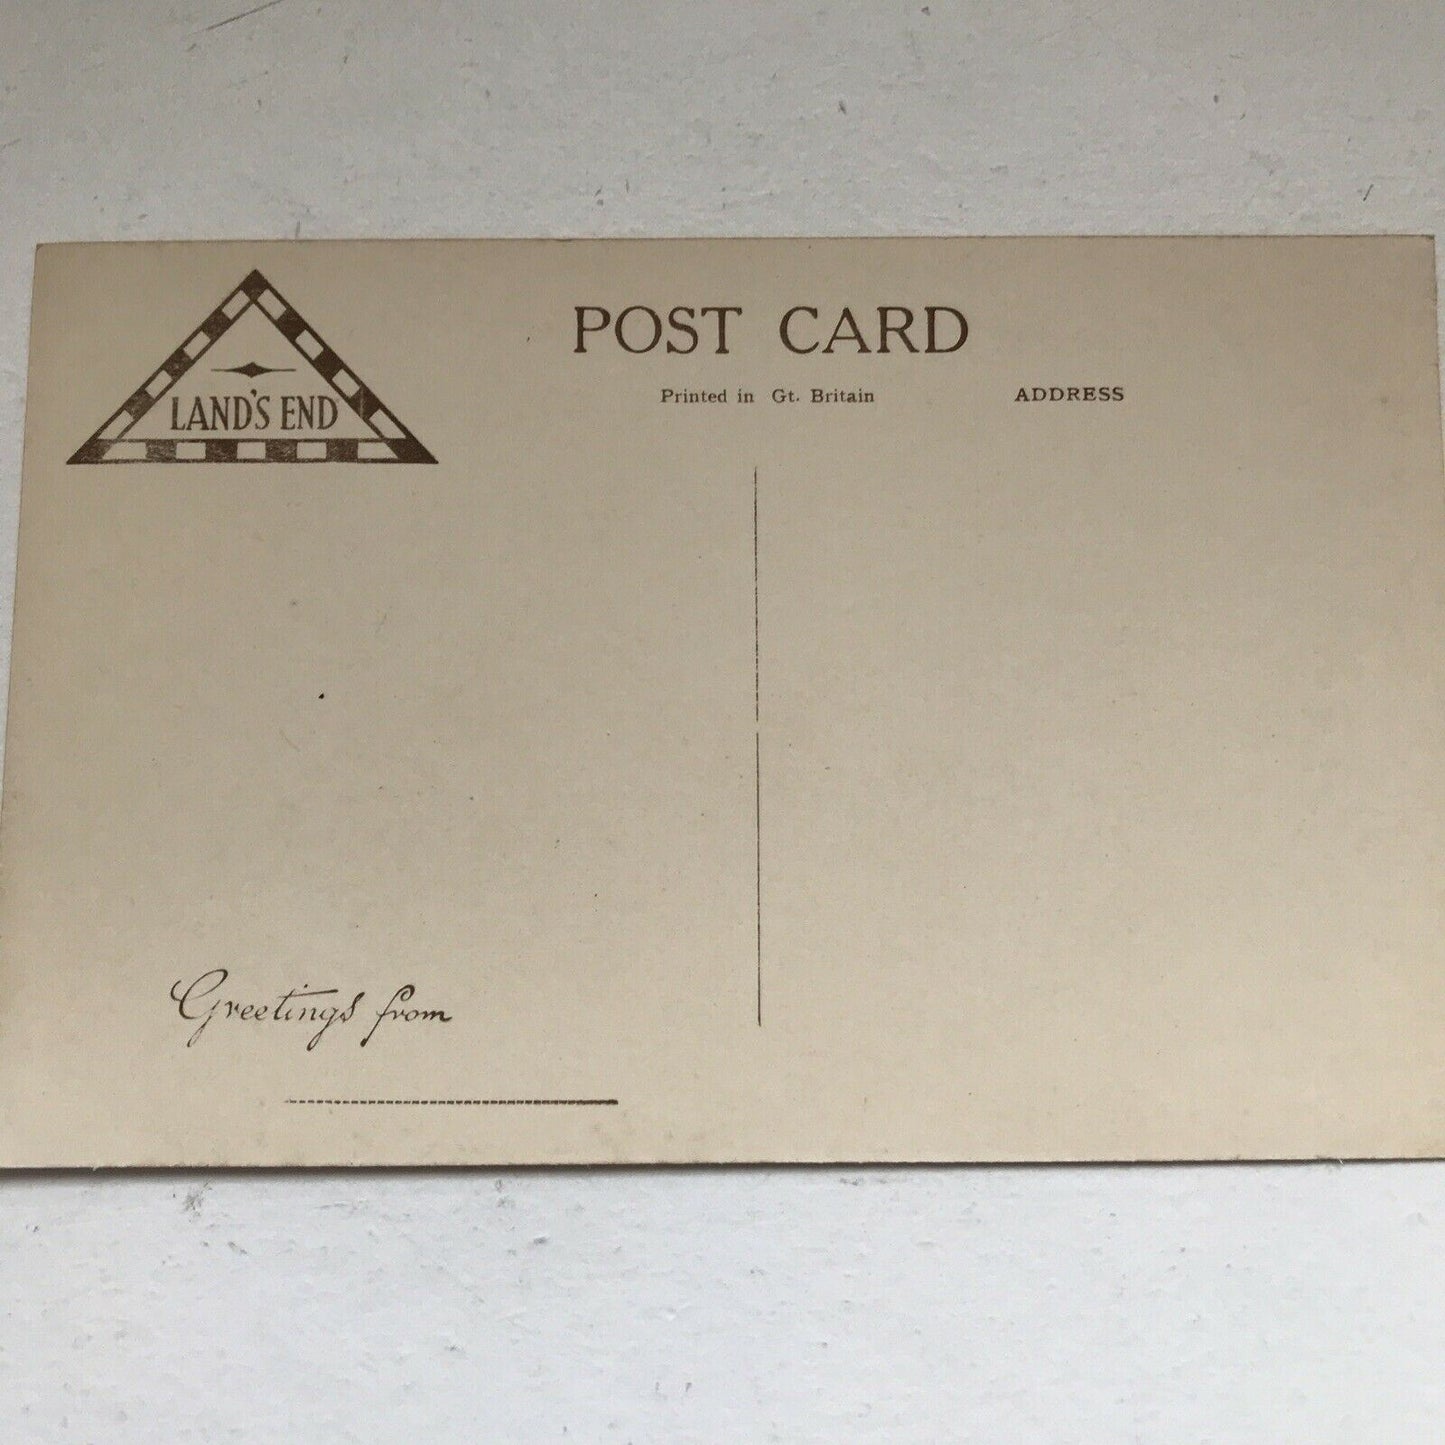 LAND'S END
POST CARD
Printed in Gt. Britain
ADDRESS
Greetings from